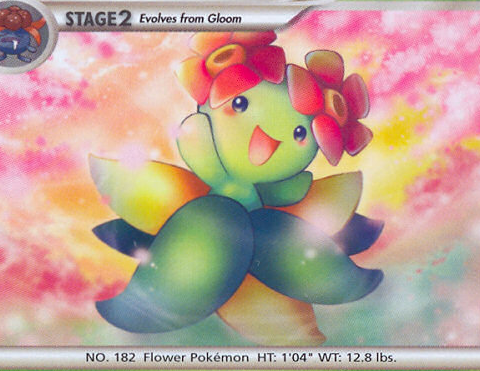 STAGE2 Evolves from Gloom
NO. 182 Flower Pokémon HT: 1'04" WT: 12.8 lbs.